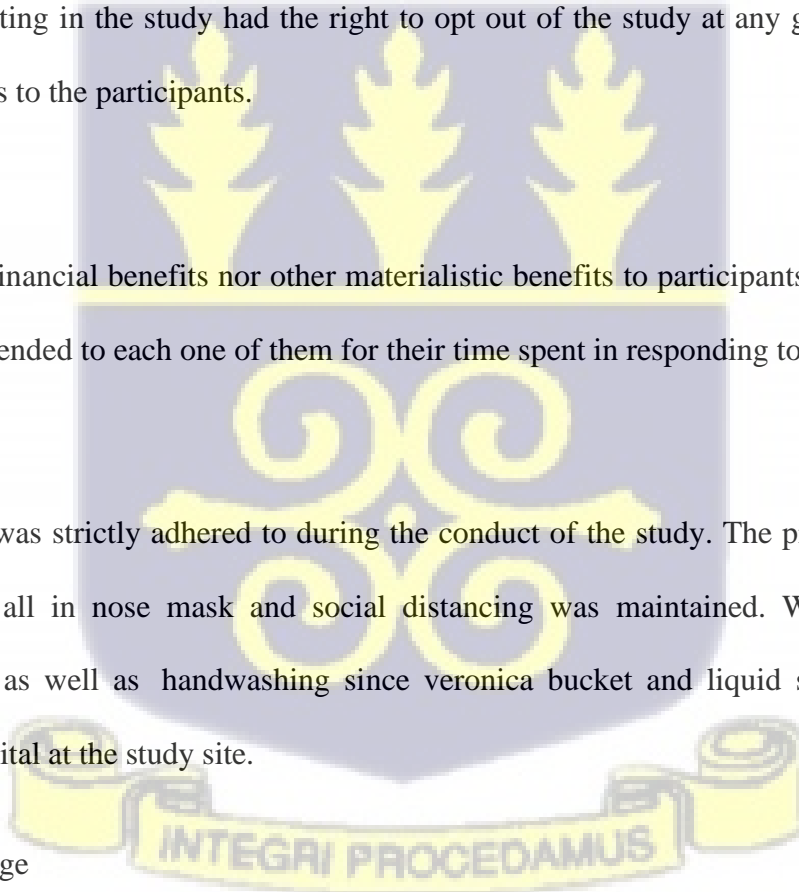 ting in the study had the right to opt out of the study at any g
s to the participants.
inancial benefits nor other materialistic benefits to participants
ended to each one of them for their time spent in responding to
was strictly adhered to during the conduct of the study. The p
all in nose mask and social distancing was maintained. W
as well as handwashing since veronica bucket and liquid s
ital at the study site.
INTEGRI PROCEDAMUS
ge